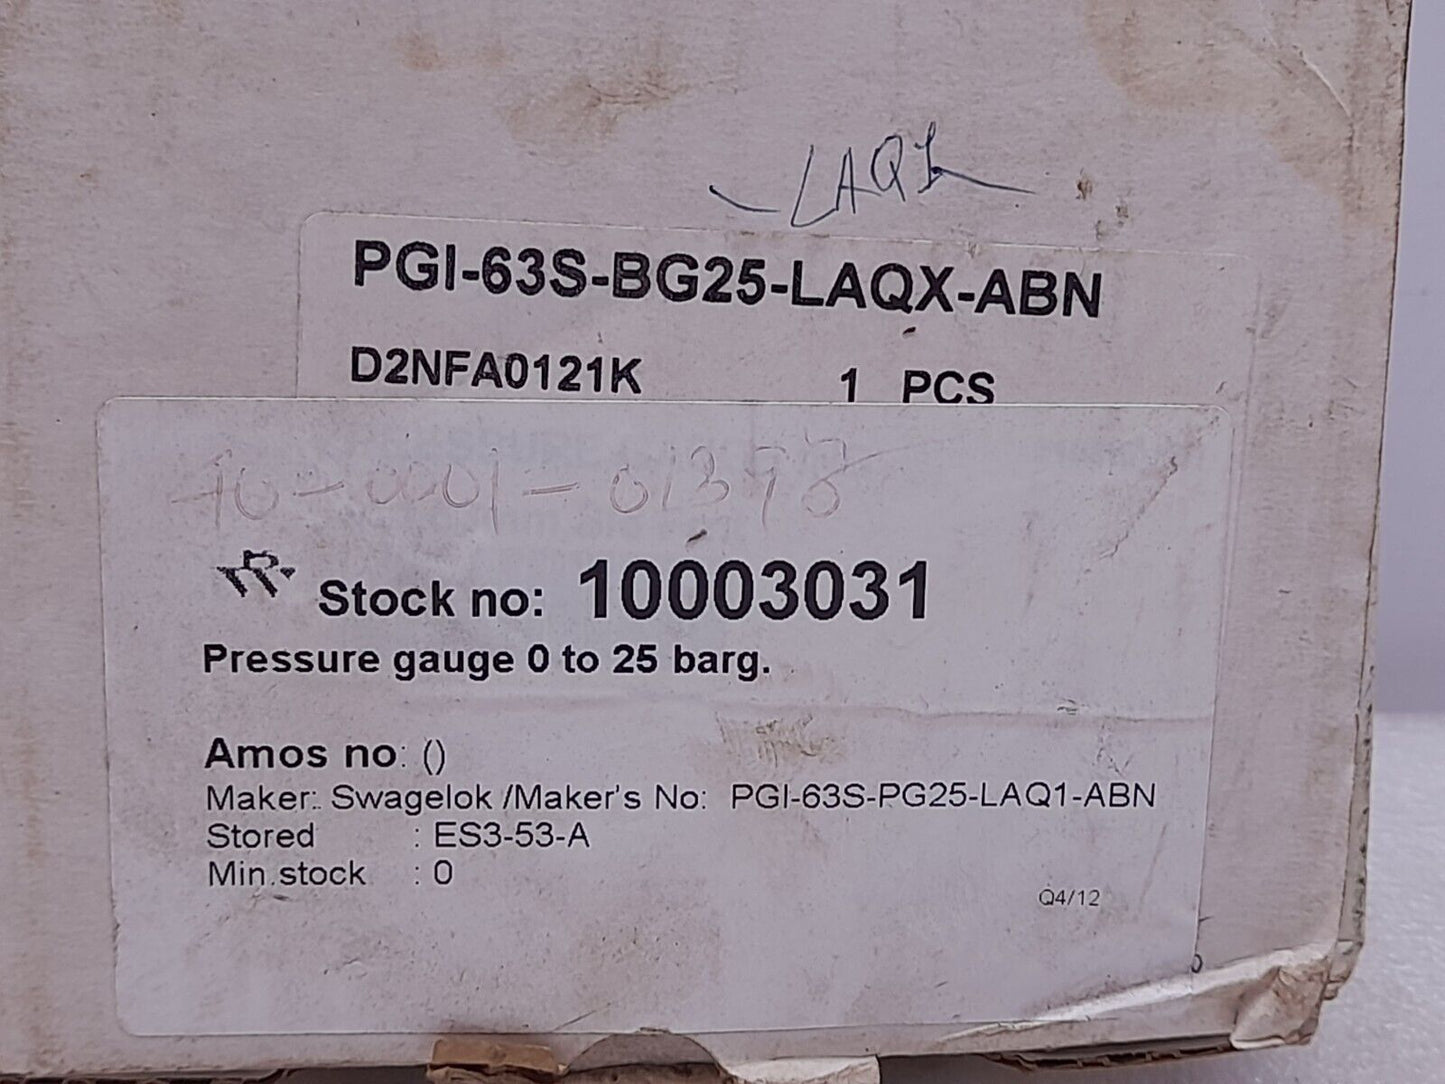 LAQ1
PGI-63S-BG25-LAQX-ABN
D2NFA0121K 1 PCS
Stock no: 10003031
Pressure gauge 0 to 25 barg.
Amos no: ()
Maker: Swagelok /Maker's No: PGI-63S-PG25-LAQ1-ABN
Stored : ES3-53-A
Min.stock : 0
Q4/12